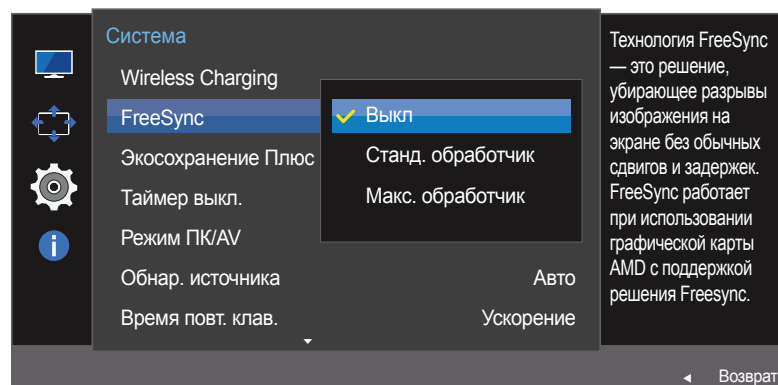 Система
Wireless Charging
FreeSync
Экосохранение Плюс
Таймер выкл.
Режим ПК/AV
Обнар. источника
Авто
Время повт. клав.
Ускорение
Выкл
Станд. обработчик
Макс. обработчик
Технология FreeSync
— это решение,
убирающее разрывы
изображения на
экране без обычных
сдвигов и задержек.
FreeSync работает
при использовании
графической карты
AMD с поддержкой
решения Freesync.
Возврат